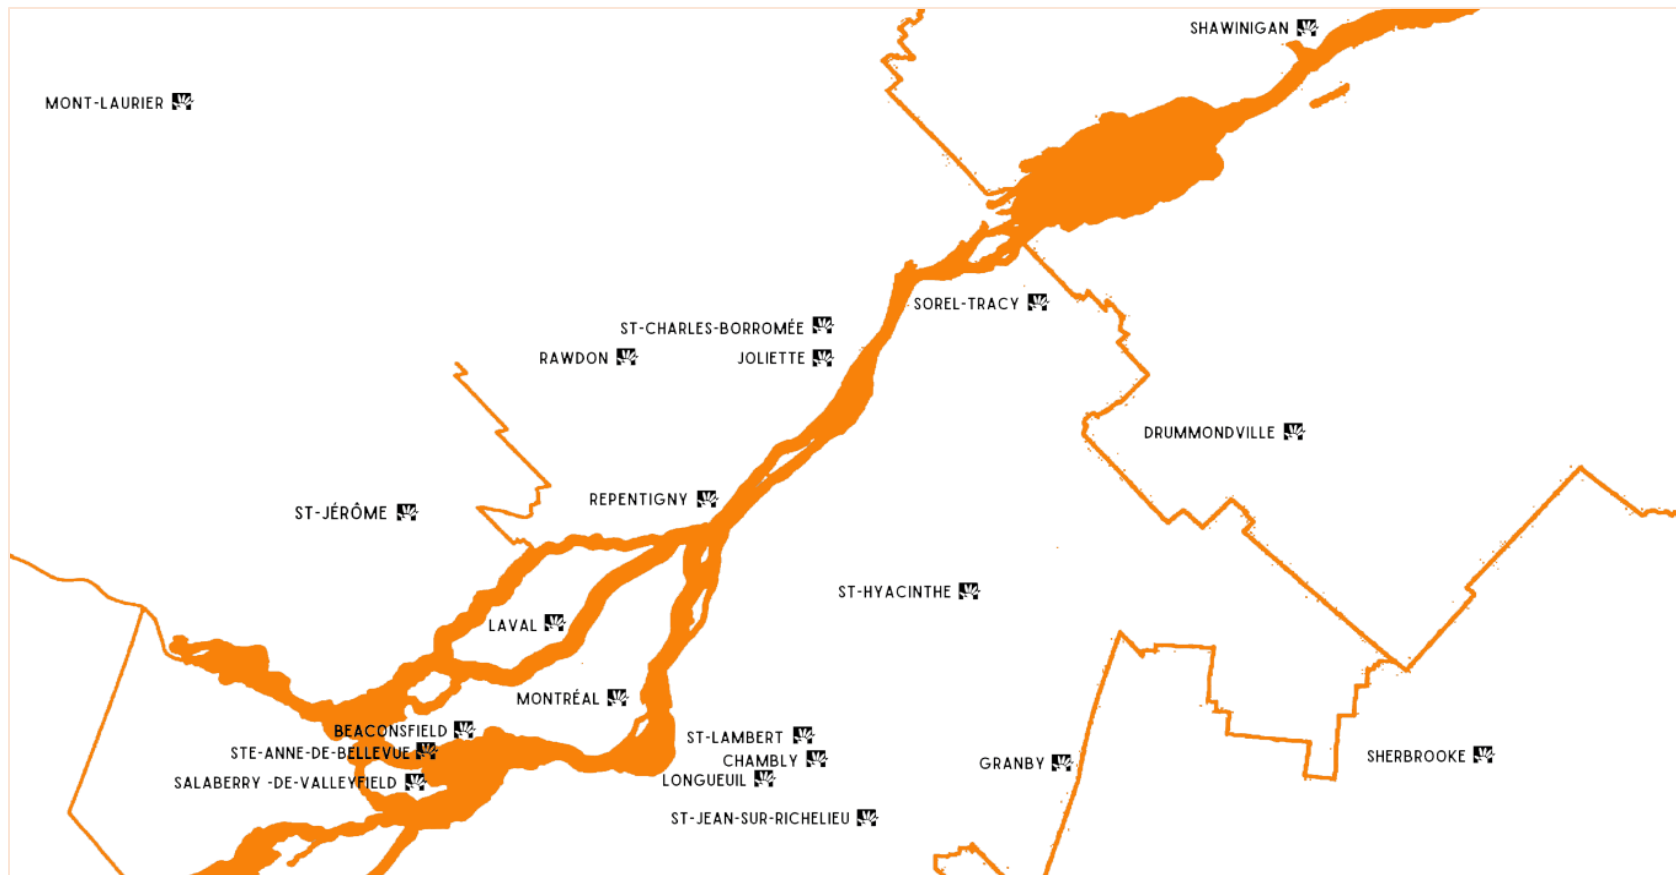 SHAWINIGAN
MONT-LAURIER
SOREL-TRACY
ST-CHARLES-BORROMÉE
RAWDON
JOLIETTE
DRUMMONDVILLE
REPENTIGNY
ST-JÉRÔME
ST-HYACINTHE
LAVAL
MONTRÉAL
BEACONSFIELD
ST-LAMBERT
STE-ANNE-DE-BELLEVUE
CHAMBLY
GRANBY
SHERBROOKE
SALABERRY -DE-VALLEYFIELD
LONGUEUIL
ST-JEAN-SUR-RICHELIEU